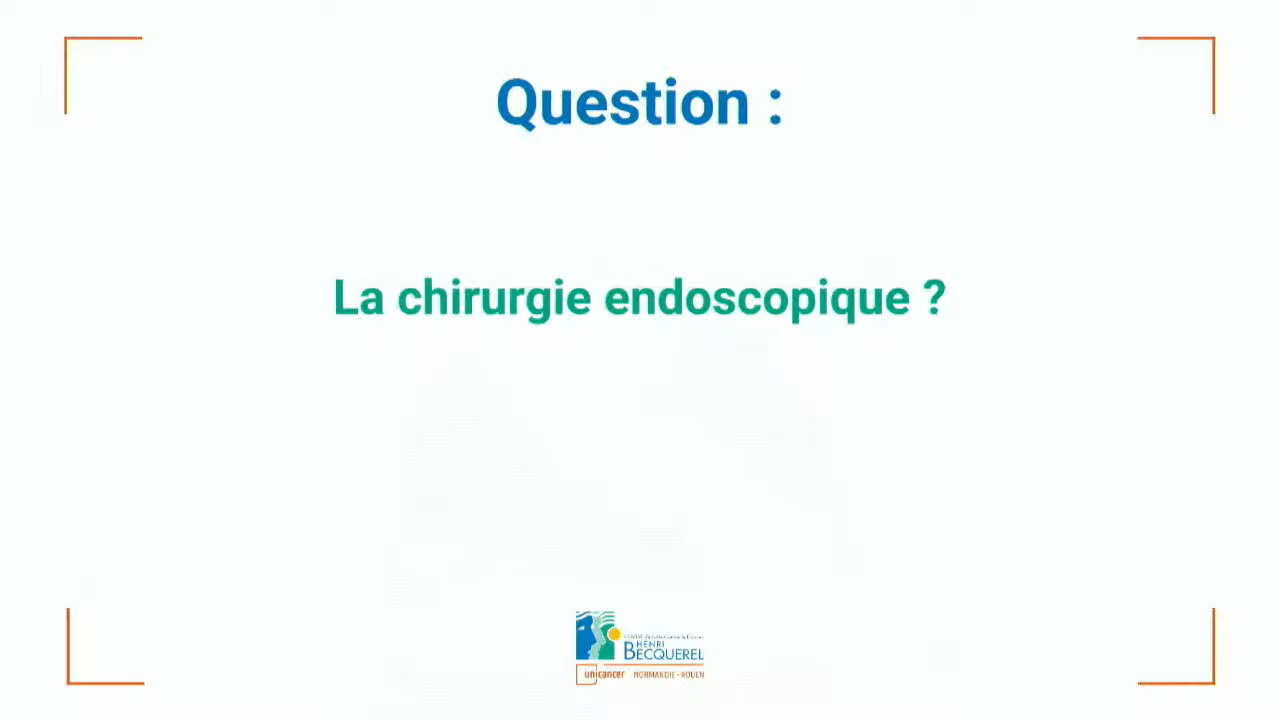 Question :
La chirurgie endoscopique ?
HENRI
BECQUEREL
unicancer NORMANDIE - ROUEN